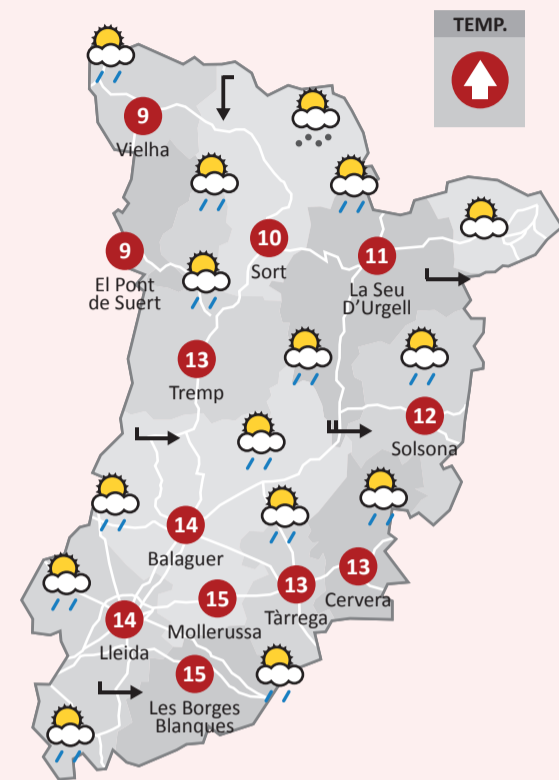 TEMP.
9
Vielha
9
El Pont
de Suert
10
Sort
11
La Seu
D'Urgell
13
Tremp
12
Solsona
14
Balaguer
13
Cervera
13
Tàrrega
15
Mollerussa
14
Lleida
15
Les Borges
Blanques